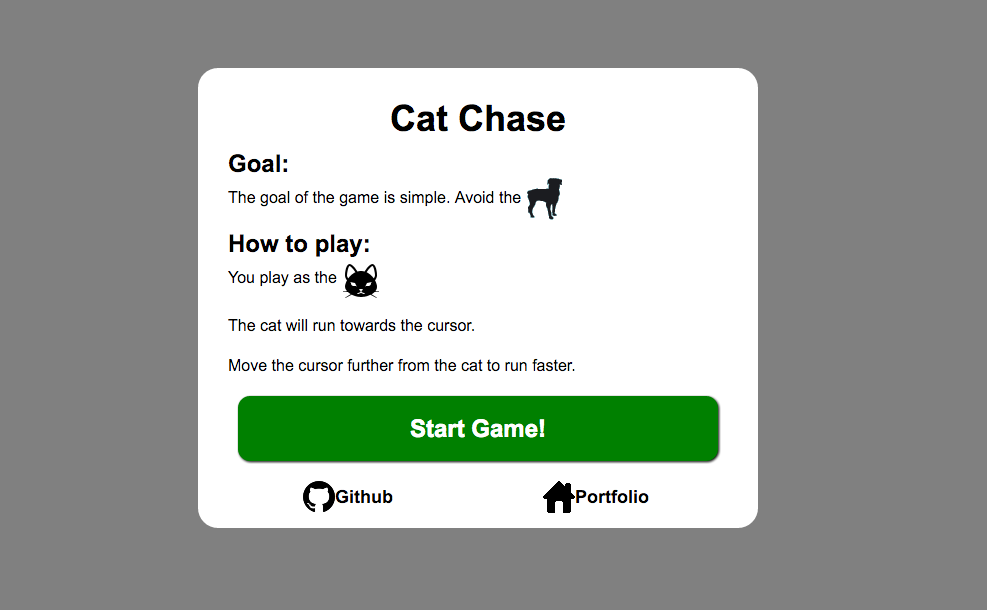 Cat Chase
Goal:
The goal of the game is simple. Avoid the
How to play:
You play as the
The cat will run towards the cursor.
Move the cursor further from the cat to run faster.
Start Game!
Github
Portfolio